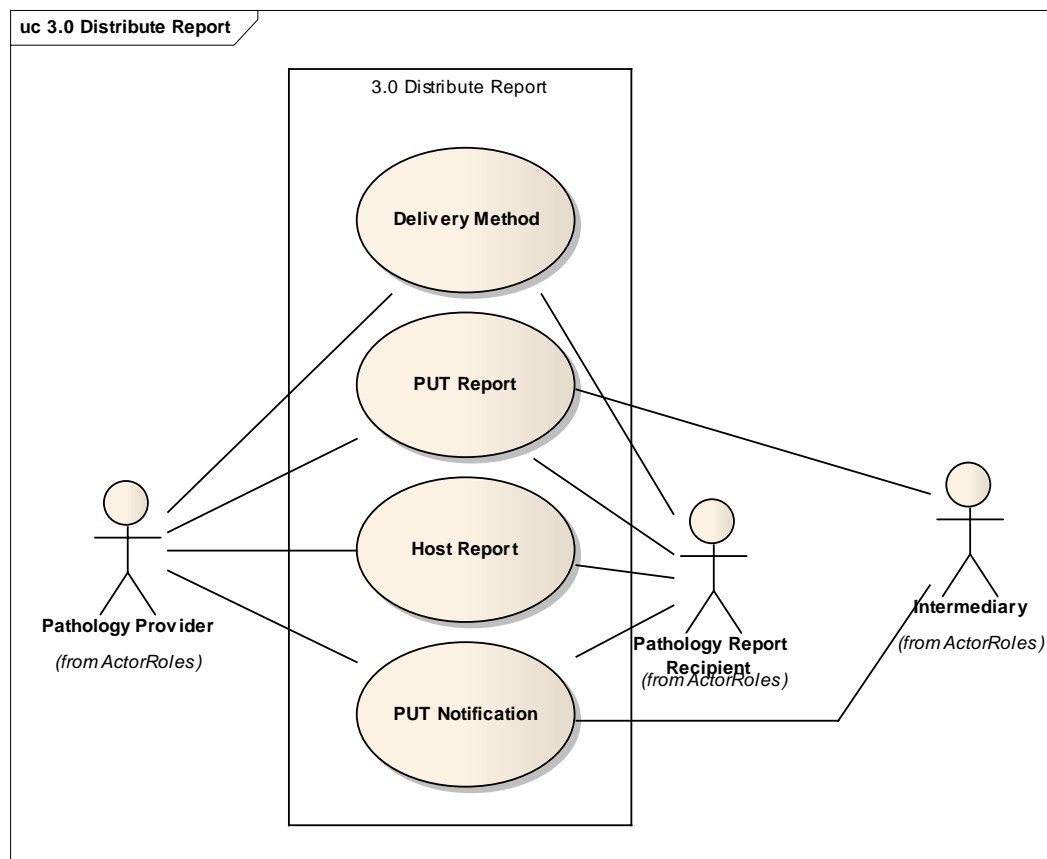 uc 3.0 Distribute Report
3.0 Distribute Report
Delivery Method
PUT Report
Host Report
PUT Notification
Pathology Provider
(from ActorRoles)
Pathology Report
Recipient
(from ActorRoles)
Intermediary
(from ActorRoles)